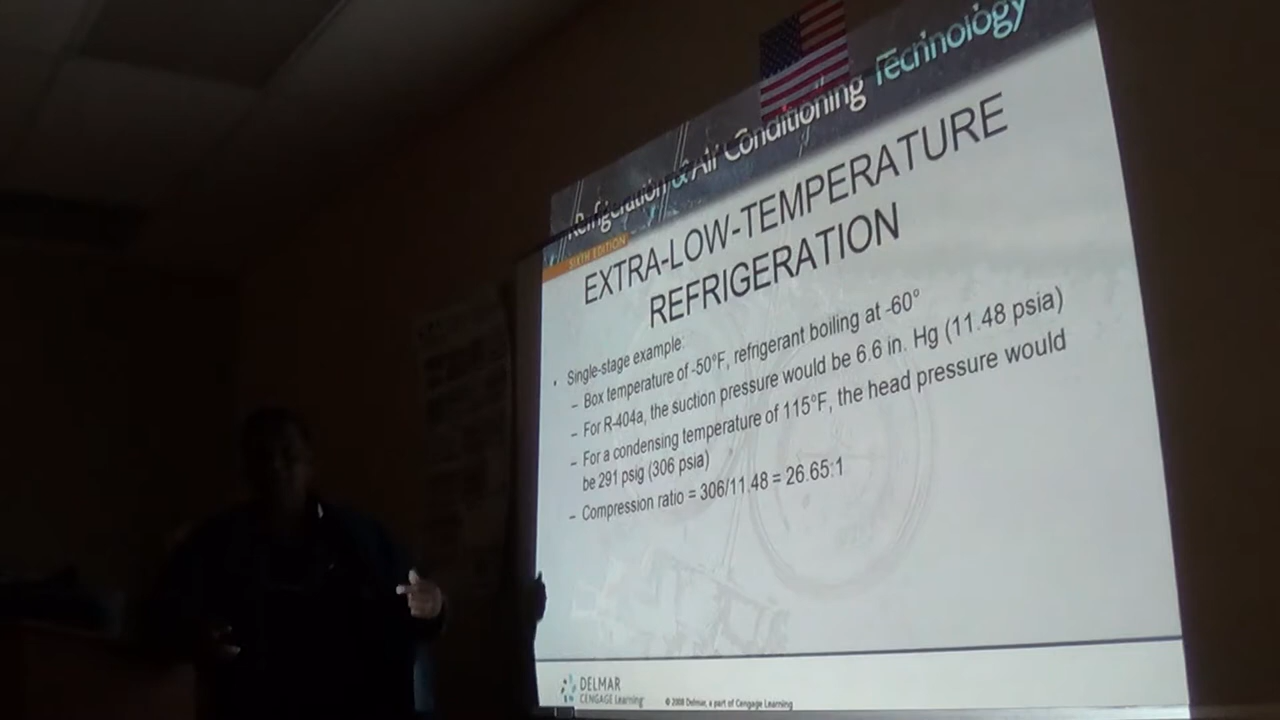 Refrigeration & Air Conditioning Technology
SIXTH EDITION
EXTRA-LOW-TEMPERATURE
REFRIGERATION
• Single-stage example:
– Box temperature of -50°F, refrigerant boiling at -60°
– For R-404a, the suction pressure would be 6.6 in. Hg (11.48 psia)
– For a condensing temperature of 115°F, the head pressure would
be 291 psig (306 psia)
– Compression ratio = 306/11.48 = 26.65:1
DELMAR
CENGAGE Learning
© 2008 Delmar, a part of Cengage Learning